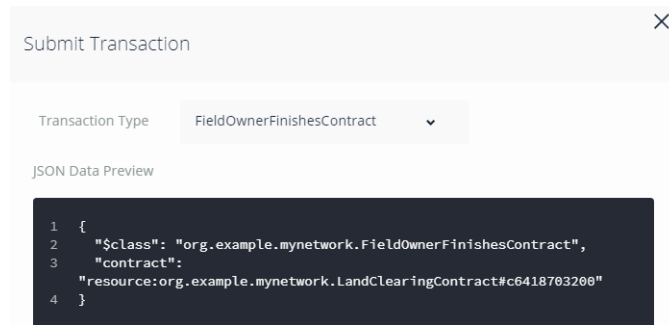 Submit Transaction
Transaction Type FieldOwnerFinishesContract
JSON Data Preview
1 {
2 "$class": "org.example.mynetwork.FieldOwnerFinishesContract",
3 "contract":
"resource:org.example.mynetwork.LandClearingContract#c6418703200"
4 }